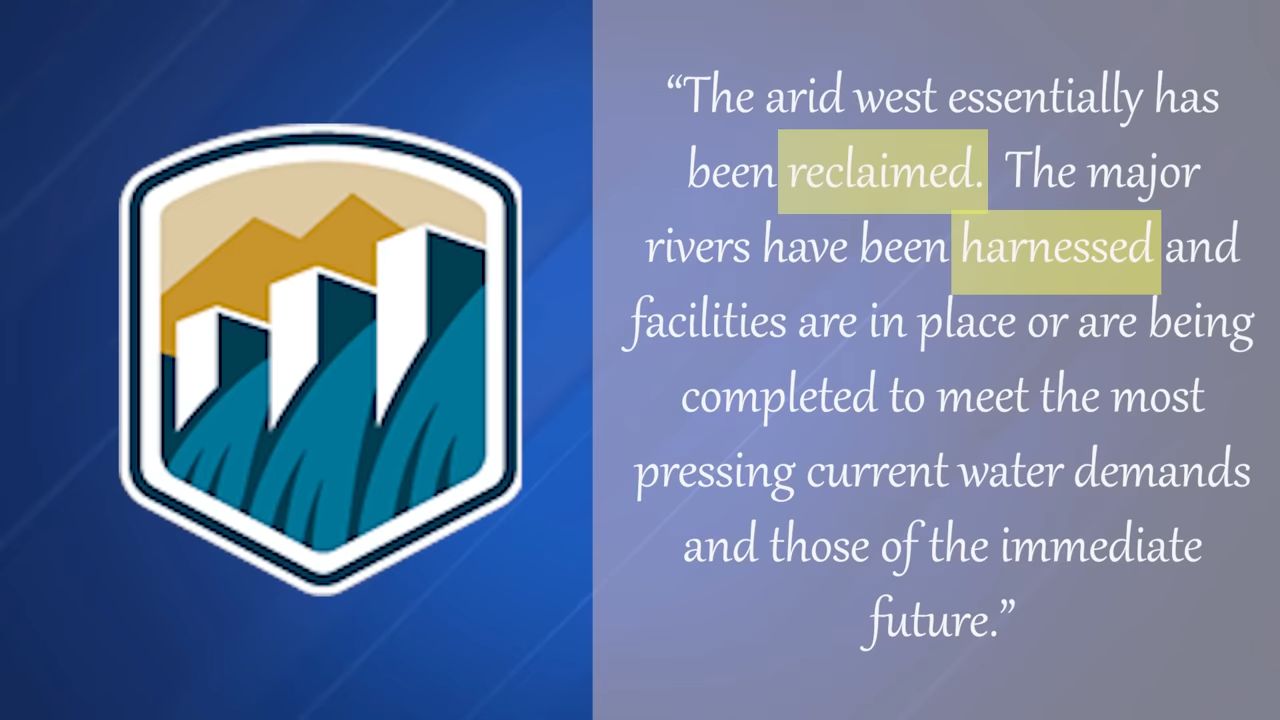 “The arid west essentially has
been reclaimed. The major
rivers have been harnessed and
facilities are in place or are being
completed to meet the most
pressing current water demands
and those of the immediate
future.”